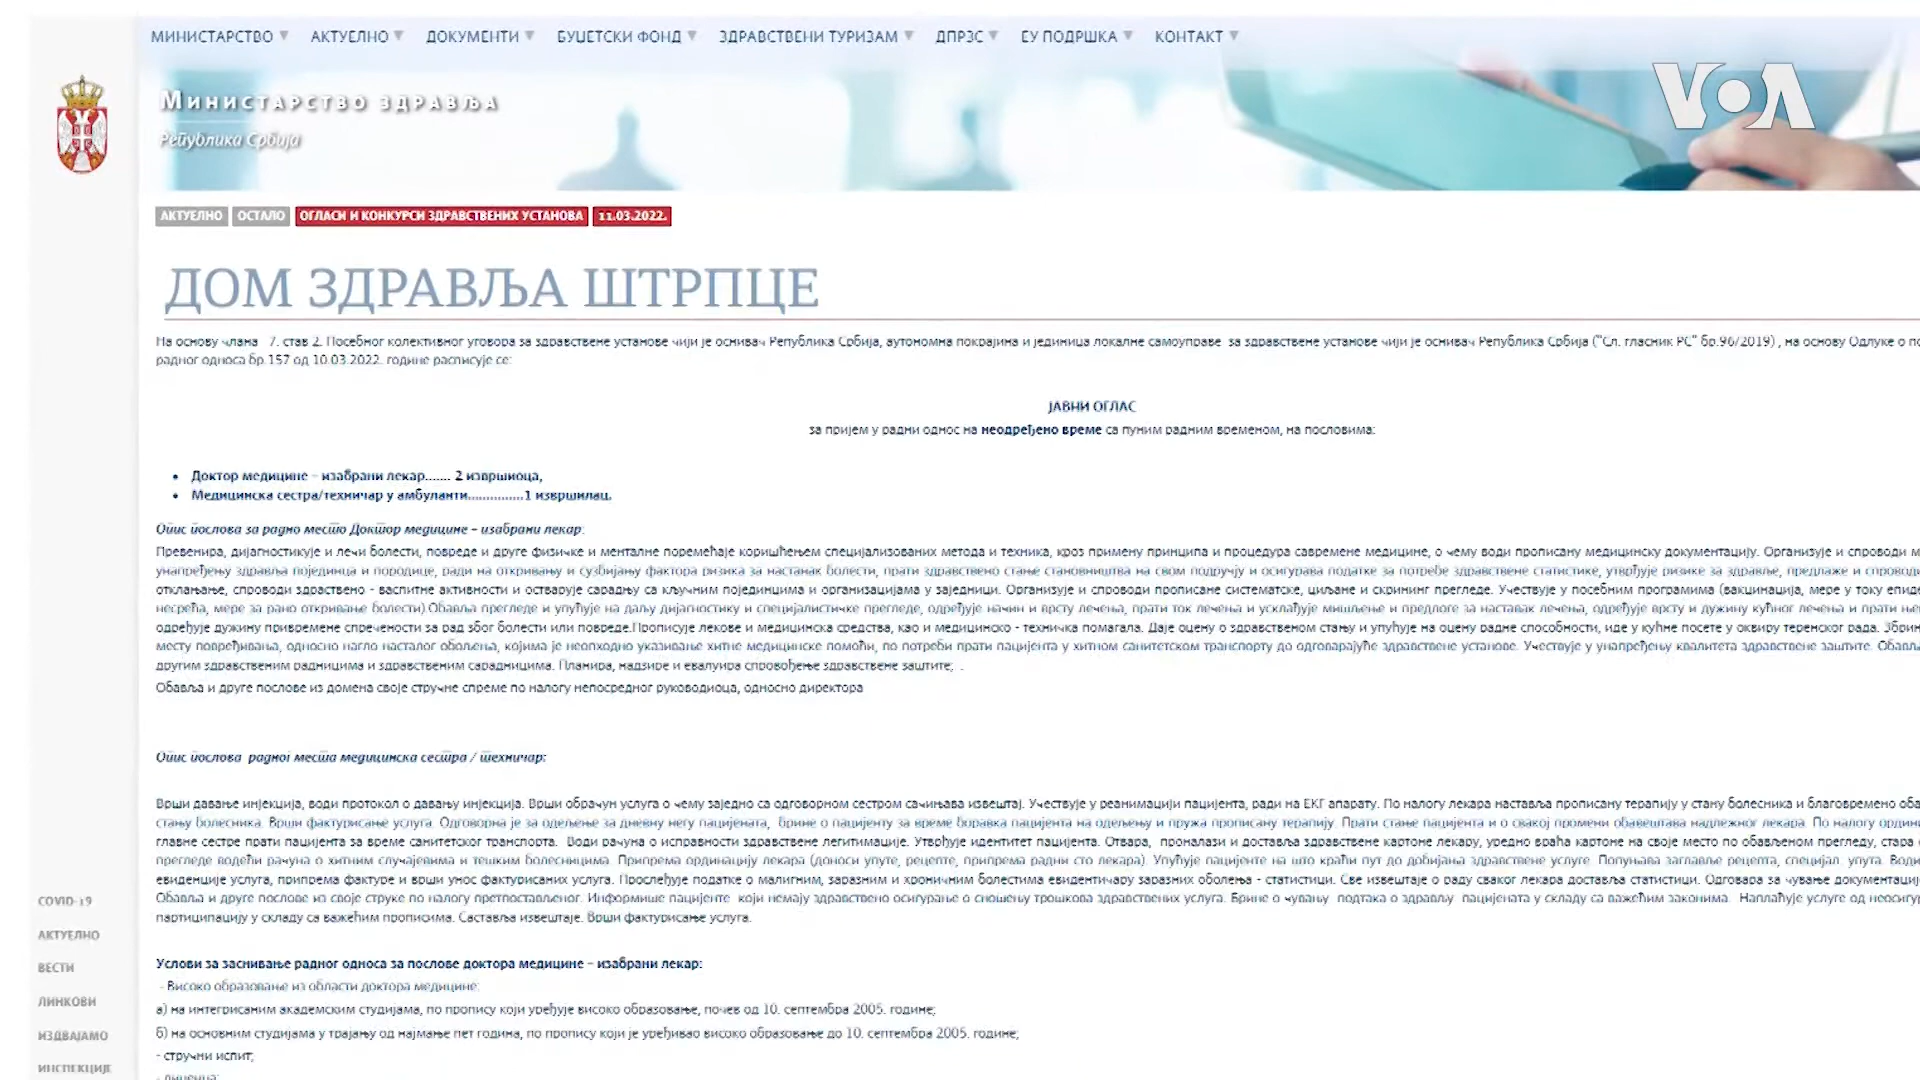 МИНИСТАРСТВО АКТУЕЛНО ДОКУМЕНТИ БУЏЕТСКИ ФОНД ЗДРАВСТВЕНИ ТУРИЗАМ ДПРЗС ЕУ ПОДРШКА КОНТАКТ
VOA
Министарство здравља
Република Србија
АКТУЕЛНО ОСТАЛО ОГЛАСИ И КОНКУРСИ ЗДРАВСТВЕНИХ УСТАНОВА 11.03.2022.
ДОМ ЗДРАВЉА ШТРПЦЕ
На основу члана 7. став 2. Посебног колективног уговора за здравствене установе чији је оснивач Република Србија, аутономна покрајина и јединица локалне самоуправе за здравствене установе чији је оснивач Република Србија ("Сл. гласник РС" бр.96/2019) , на основу Одлуке о
радног односа бр.157 од 10.03.2022. године расписује се:
ЈАВНИ ОГЛАС
за пријем у радни однос на неодређено време са пуним радним временом, на пословима:
Доктор медицине – изабрани лекар....... 2 извршиоца,
Медицинска сестра/техничар у амбуланти...............1 извршилац.
Опис послова за радно место Доктор медицине – изабрани лекар:
Превенира, дијагностикује и лечи болести, повреде и друге физичке и менталне поремећаје коришћењем специјализованих метода и техника, кроз примену принципа и процедура савремене медицине, о чему води прописану медицинску документацију. Организује и спроводи
унапређењу здравља појединца и породице, ради на откривању и сузбијању фактора ризика за настанак болести, прати здравствено стање становништва на свом подручју и осигурава податке за потребе здравствене статистике, утврђује ризике за здравље, предлаже и
отклањање, спроводи здраствено - васпитне активности и остварује сарадњу са кључним појединцима и организацијама у заједници. Организује и спроводи прописане систематске, циљане и скрининг прегледе. Учествује у посебним програмима (вакцинација, мере у току
несрећа, мере за рано откривање болести).Обавља прегледе и упућује на даљу дијагностику и специјалистичке прегледе, одређује начин и врсту лечења, прати ток лечења и усклађује мишљење и предлоге за наставак лечења, одређује врсту и дужину кућног лечења и прати
одређује дужину привремене спречености за рад због болести или повреде.Прописује лекове и медицинска средства, као и медицинско - техничка помагала. Даје оцену о здравственом стању и упућује на оцену радне способности, иде у кућне посете у оквиру теренског рада.
месту повређивања, односно нагло насталог обољења, којима је неопходно указивање хитне медицинске помоћи, по потреби прати пацијента у хитном санитетском транспорту до одговарајуће здравствене установе. Учествује у унапређењу квалитета здравствене заштите.
другим здравственим радницима и здравственим сарадницима. Планира, надзире и евалуира спровођење здравствене заштите; .
Обавља и друге послове из домена своје стручне спреме по налогу непосредног руководиоца, односно директора
Опис послова радног места медицинска сестра / техничар:
Врши давање инјекција, води протокол о давању инјекција. Врши обрачун услуга о чему заједно са одговорном сестром сачињава извештај. Учествује у реанимацији пацијента, ради на ЕКГ апарату. По налогу лекара наставља прописану терапију у стању болесника и благовремено
стању болесника. Врши фактурисање услуга. Одговорна је за одељење за дневну негу пацијената, брине о пацијенту за време боравка пацијента на одељењу и пружа прописану терапију. Прати стање пацијента и о свакој промени обавештава надлежног лекара. По налогу
главне сестре прати пацијента за време санитетског транспорта. Води рачуна о исправности здравствене легитимације. Утврђује идентитет пацијента. Отвара, проналази и доставља здравствене картоне лекару, уредно враћа картоне на своје место по обављеном прегледу, стара
прегледе водећи рачуна о хитним случајевима и тешким болесницима. Припрема ординацију лекара (доноси упуте, рецепте, припрема радни сто лекара). Упућује пацијенте на што краћи пут до добијања здравствене услуге. Попуњава заглавље рецепта, специјал. упута.
евиденције услуга, припрема фактуре и врши унос фактурисаних услуга. Прослеђује податке о малигним, заразним и хроничним болестима евидентичару заразних обољења - статистици. Све извештаје о раду сваког лекара доставља статистици. Одговара за чување
Обавља и друге послове из своје струке по налогу претпостављеног. Информише пацијенте који немају здравствено осигурање о сношењу трошкова здравствених услуга. Брине о чувању података о здрављу пацијената у складу са важећим законима. Наплаћује услуге од
партиципацију у складу са важећим прописима. Саставља извештаје. Врши фактурисање услуга.
Услови за заснивање радног односа за послове доктора медицине – изабрани лекар:
- Високо образовање из области доктора медицине:
а) на интегрисаним академским студијама, по пропису који уређује високо образовање, почев од 10. септембра 2005. године;
б) на основним студијама у трајању од најмање пет година, по пропису који је уређивао високо образовање до 10. септембра 2005. године;
- стручни испит;
- лиценца;
COVID-19
АКТУЕЛНО
ВЕСТИ
ЛИНКОВИ
ИЗДВАЈАМО
ИНСПЕКЦИЈЕ